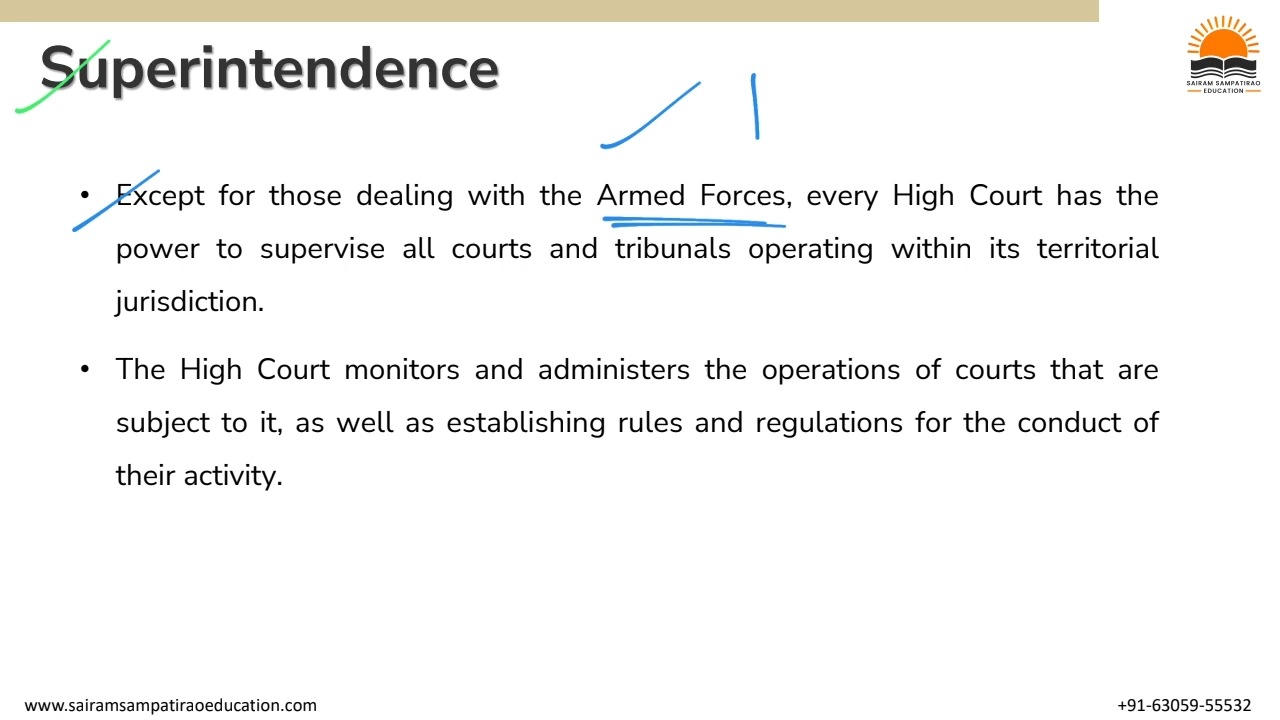 Superintendence
SAIRAM SAMPATIRAO
EDUCATION
• Except for those dealing with the Armed Forces, every High Court has the
power to supervise all courts and tribunals operating within its territorial
jurisdiction.
• The High Court monitors and administers the operations of courts that are
subject to it, as well as establishing rules and regulations for the conduct of
their activity.
www.sairamsampatiraoeducation.com
+91-63059-55532